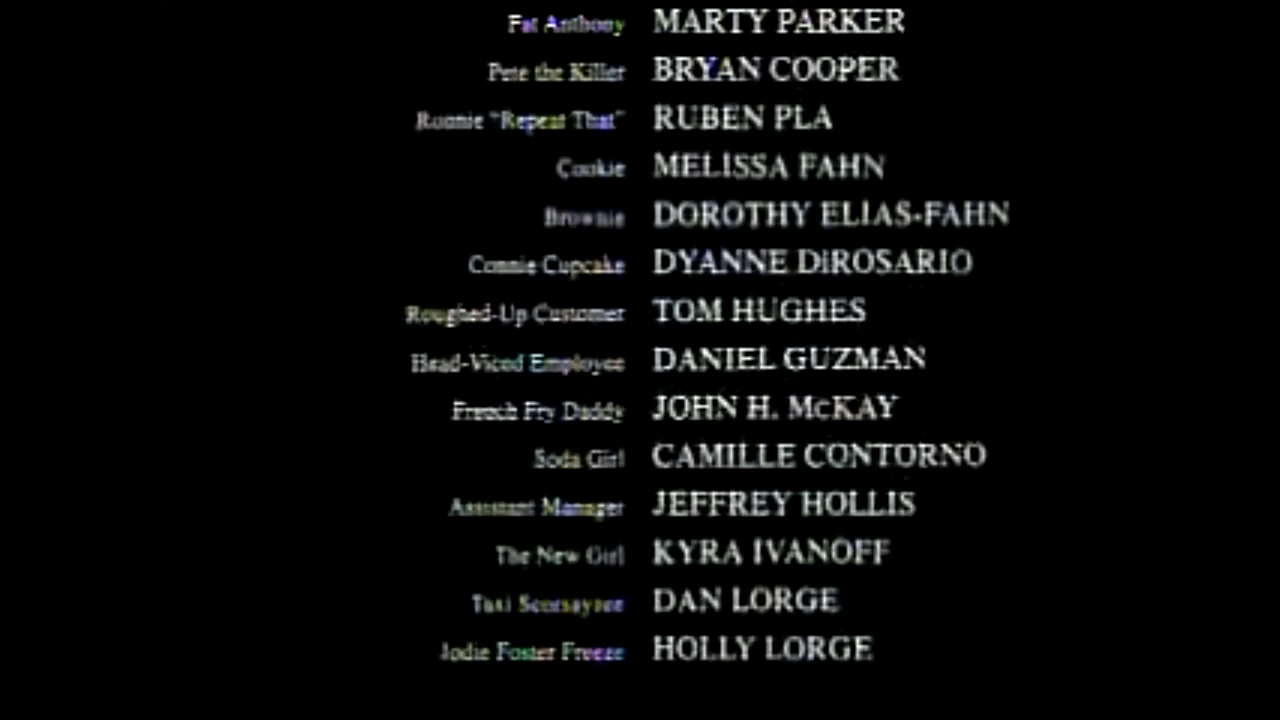 Fat Anthony MARTY PARKER
Pete the Killer BRYAN COOPER
Ronnie "Repeat That" RUBEN PLA
Cookie MELISSA FAHN
Brownie DOROTHY ELIAS-FAHN
Connie Cupcake DYANNE DiROSARIO
Roughed-Up Customer TOM HUGHES
Head-Viced Employee DANIEL GUZMAN
French Fry Daddy JOHN H. McKAY
Soda Girl CAMILLE CONTORNO
Assistant Manager JEFFREY HOLLIS
The New Girl KYRA IVANOFF
Taxi Scorsaysee DAN LORGE
Jodie Foster Freeze HOLLY LORGE